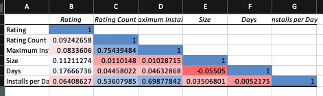 A B C D E F G
Rating Rating Count aximum Instal Size Days nstalls per Day
Rating 1
Rating Count 0.09242658 1
Maximum Ins 0.0833606 0.75439484 1
Size 0.11211274 0.0110148 0.01028715 1
Days 0.17666736 0.04458022 0.04632868 -0.05505 1
Installs per Da 0.06408627 0.53607985 0.69877842 0.03506801 -0.0052175 1